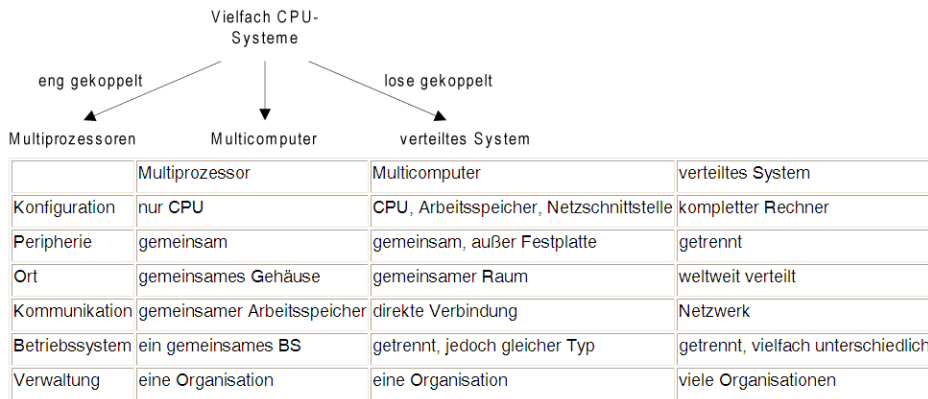 Vielfach CPU-
Systeme
eng gekoppelt lose gekoppelt
Multiprozessoren Multicomputer verteiltes System
Multiprozessor Multicomputer verteiltes System
Konfiguration nur CPU CPU, Arbeitsspeicher, Netzschnittstelle kompletter Rechner
Peripherie gemeinsam gemeinsam, außer Festplatte getrennt
Ort gemeinsames Gehäuse gemeinsamer Raum weltweit verteilt
Kommunikation gemeinsamer Arbeitsspeicher direkte Verbindung Netzwerk
Betriebssystem ein gemeinsames BS getrennt, jedoch gleicher Typ getrennt, vielfach unterschiedlich
Verwaltung eine Organisation eine Organisation viele Organisationen